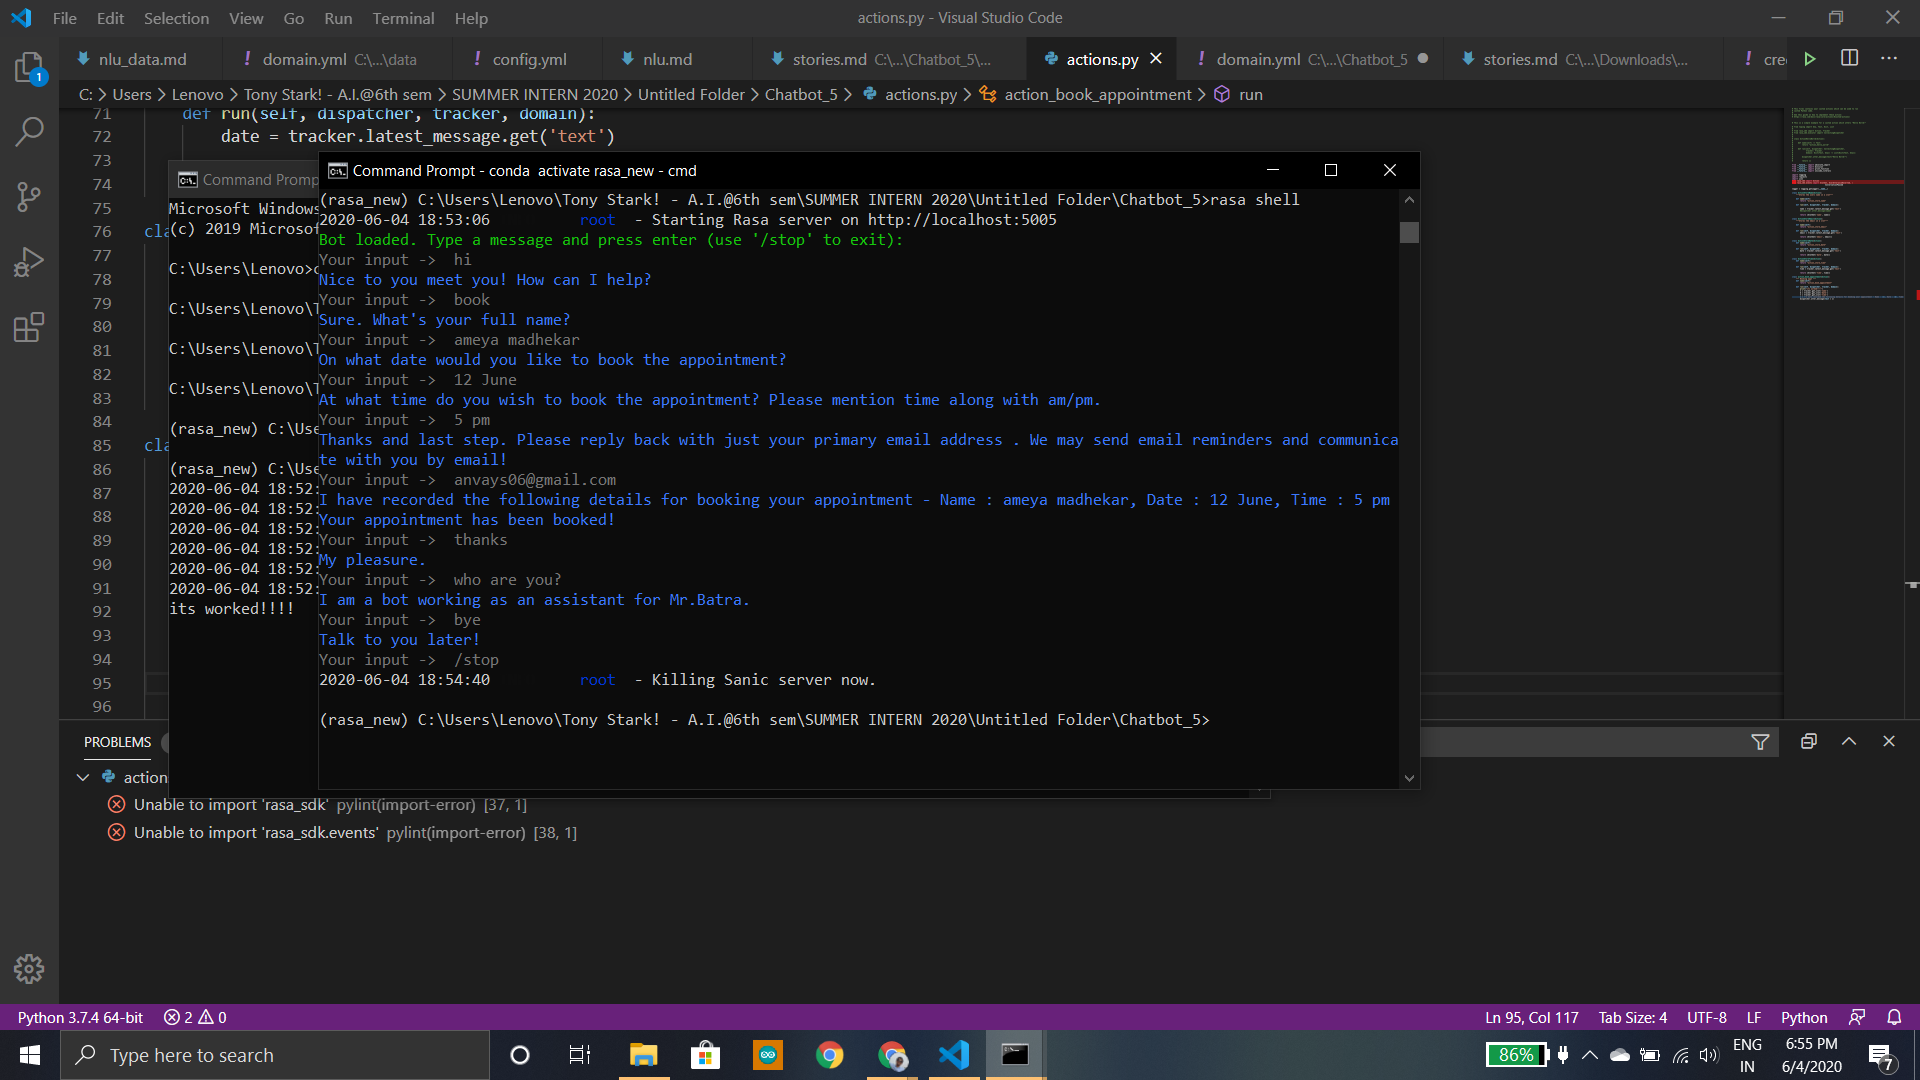 File Edit Selection View Go Run Terminal Help
actions.py - Visual Studio Code
nlu_data.md
domain.yml C:\...\data
config.yml
nlu.md
stories.md C:\...\Chatbot_5\...
actions.py
domain.yml C:\...\Chatbot_5
stories.md C:\...\Downloads\...
cre
C: > Users > Lenovo > Tony Stark! - A.I.@6th sem > SUMMER INTERN 2020 > Untitled Folder > Chatbot_5 > actions.py > action_book_appointment > run
71 def run(self, dispatcher, tracker, domain):
72 date = tracker.latest_message.get('text')
73
74
75
76 cla
77
78
79
80
81
82
83
84
85 cla
86
87
88
89
90
91
92
93
94
95
96
Command Promp
Microsoft Windows
(c) 2019 Microsof
C:\Users\Lenovo>c
C:\Users\Lenovo\T
C:\Users\Lenovo\T
C:\Users\Lenovo\T
(rasa_new) C:\Use
(rasa_new) C:\Use
2020-06-04 18:52:
2020-06-04 18:52:
2020-06-04 18:52:
2020-06-04 18:52:
2020-06-04 18:52:
2020-06-04 18:52:
its worked!!!!
Command Prompt - conda activate rasa_new - cmd
(rasa_new) C:\Users\Lenovo\Tony Stark! - A.I.@6th sem\SUMMER INTERN 2020\Untitled Folder\Chatbot_5>rasa shell
2020-06-04 18:53:06 root - Starting Rasa server on http://localhost:5005
Bot loaded. Type a message and press enter (use '/stop' to exit):
Your input -> hi
Nice to you meet you! How can I help?
Your input -> book
Sure. What's your full name?
Your input -> ameya madhekar
On what date would you like to book the appointment?
Your input -> 12 June
At what time do you wish to book the appointment? Please mention time along with am/pm.
Your input -> 5 pm
Thanks and last step. Please reply back with just your primary email address . We may send email reminders and communica
te with you by email!
Your input -> anvays06@gmail.com
I have recorded the following details for booking your appointment - Name : ameya madhekar, Date : 12 June, Time : 5 pm
Your appointment has been booked!
Your input -> thanks
My pleasure.
Your input -> who are you?
I am a bot working as an assistant for Mr.Batra.
Your input -> bye
Talk to you later!
Your input -> /stop
2020-06-04 18:54:40 root - Killing Sanic server now.
(rasa_new) C:\Users\Lenovo\Tony Stark! - A.I.@6th sem\SUMMER INTERN 2020\Untitled Folder\Chatbot_5>
PROBLEMS
action
Unable to import 'rasa_sdk' pylint(import-error) [37, 1]
Unable to import 'rasa_sdk.events' pylint(import-error) [38, 1]
Python 3.7.4 64-bit 2 0
Ln 95, Col 117 Tab Size: 4 UTF-8 LF Python
Type here to search
86%
ENG
IN
6:55 PM
6/4/2020
7
1